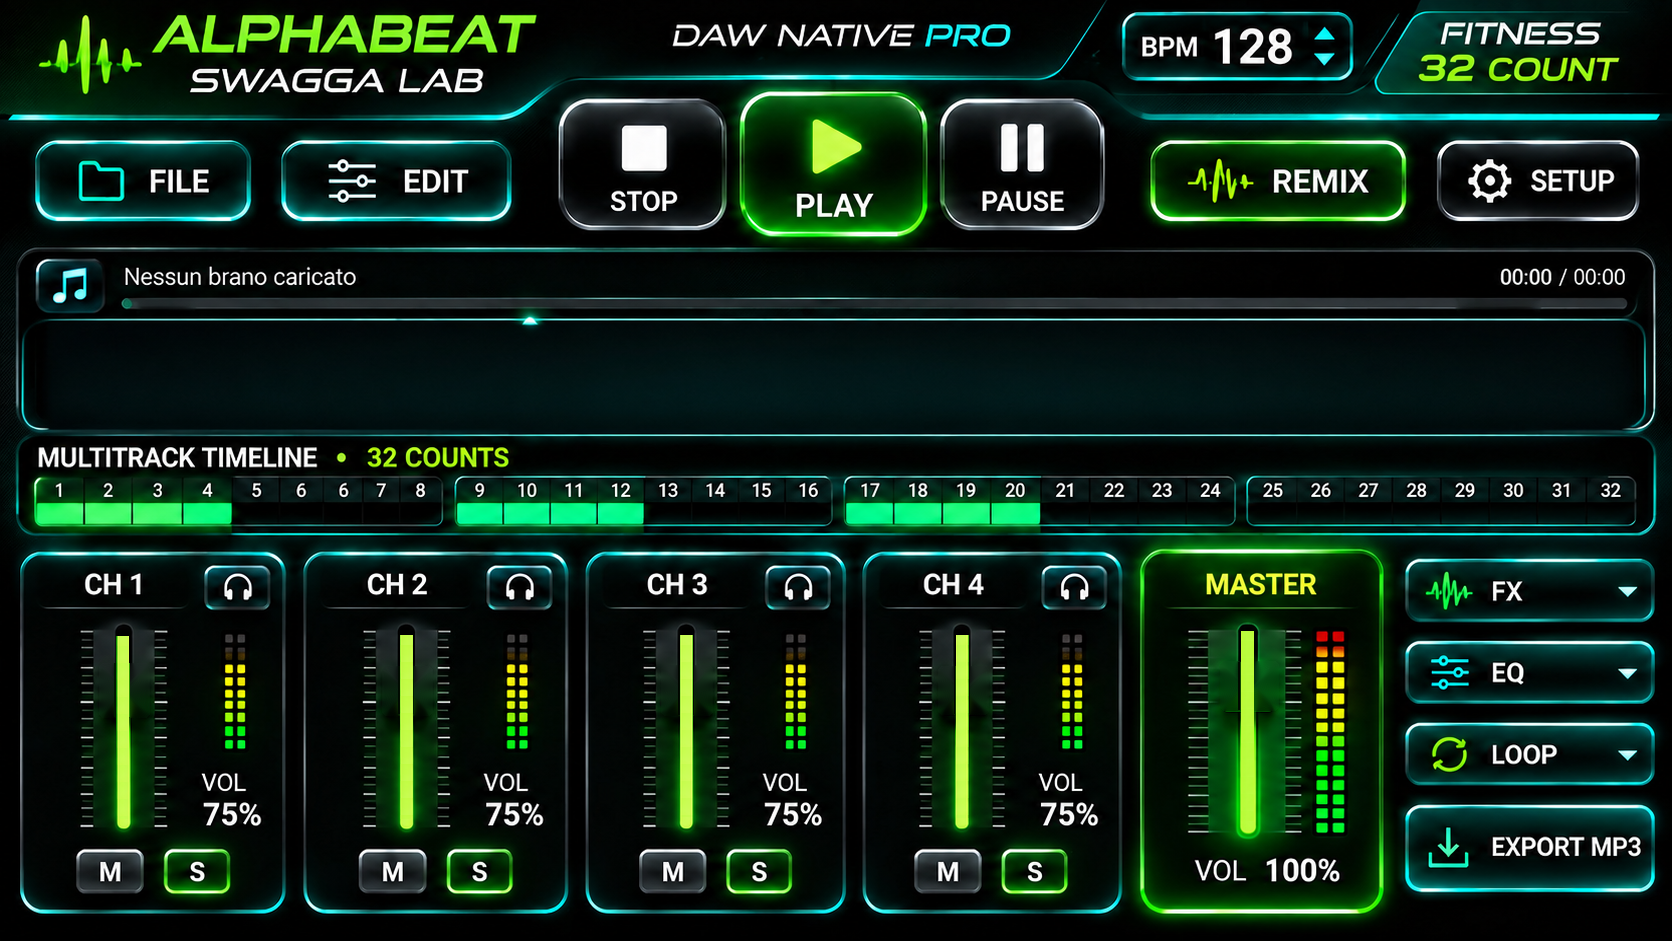 ALPHABEAT
SWAGGA LAB
DAW NATIVE PRO
BPM 128
FITNESS
32 COUNT
FILE
EDIT
STOP
PLAY
PAUSE
REMIX
SETUP
Nessun brano caricato
00:00 / 00:00
MULTITRACK TIMELINE • 32 COUNTS
1 2 3 4 5 6 6 7 8 9 10 11 12 13 14 15 16 17 18 19 20 21 22 23 24 25 26 27 28 29 30 31 32
CH 1
CH 2
CH 3
CH 4
MASTER
FX
EQ
LOOP
EXPORT MP3
VOL
75%
VOL
75%
VOL
75%
VOL
75%
VOL 100%
M S
M S
M S
M S